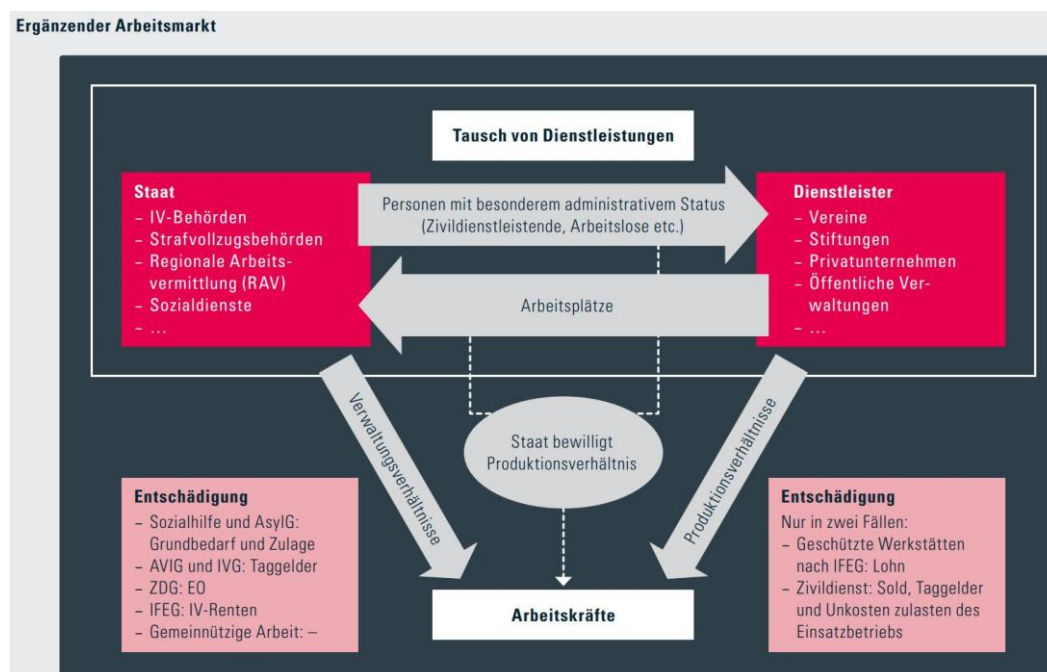 Ergänzender Arbeitsmarkt
Tausch von Dienstleistungen
Staat
– IV-Behörden
– Strafvollzugsbehörden
– Regionale Arbeits-
vermittlung (RAV)
– Sozialdienste
– ...
Personen mit besonderem administrativem Status
(Zivildienstleistende, Arbeitslose etc.)
Arbeitsplätze
Dienstleister
– Vereine
– Stiftungen
– Privatunternehmen
– Öffentliche Ver-
waltungen
– ...
Verwaltungsverhältnisse
Staat bewilligt
Produktionsverhältnis
Produktionsverhältnisse
Entschädigung
– Sozialhilfe und AsylG:
Grundbedarf und Zulage
– AVIG und IVG: Taggelder
– ZDG: EO
– IFEG: IV-Renten
– Gemeinnützige Arbeit: –
Arbeitskräfte
Entschädigung
Nur in zwei Fällen:
– Geschützte Werkstätten
nach IFEG: Lohn
– Zivildienst: Sold, Taggelder
und Unkosten zulasten des
Einsatzbetriebs